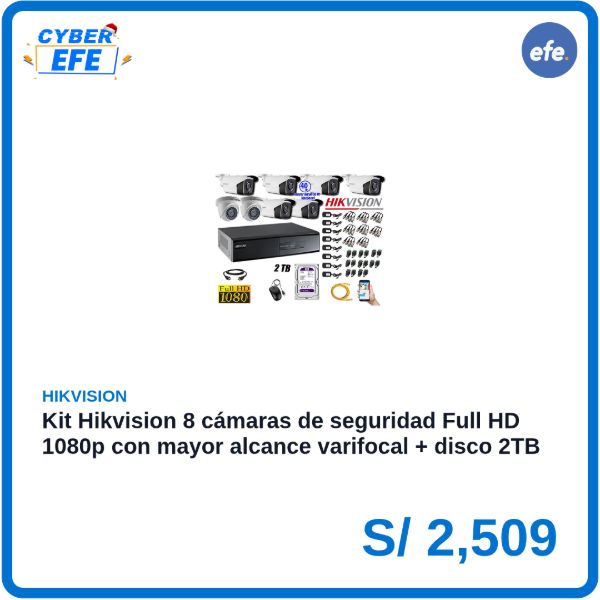 CYBER
EFE
efe.
40
HIKVISION
2 TB
Full HD
1080
HIKVISION
Kit Hikvision 8 cámaras de seguridad Full HD
1080p con mayor alcance varifocal + disco 2TB
S/ 2,509